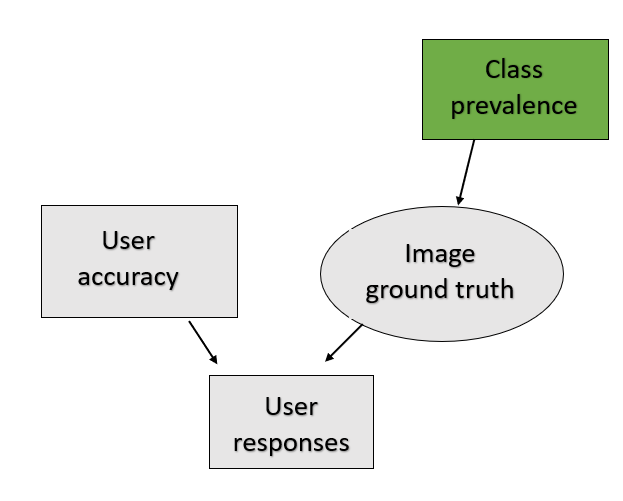 Class
prevalence
User
accuracy
Image
ground truth
User
responses